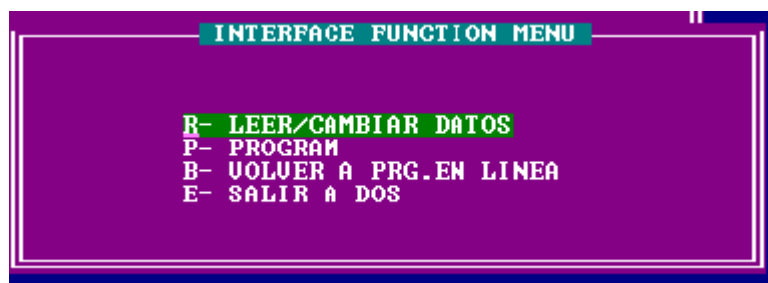 INTERFACE FUNCTION MENU
R- LEER/CAMBIAR DATOS
P- PROGRAM
B- VOLVER A PRG.EN LINEA
E- SALIR A DOS